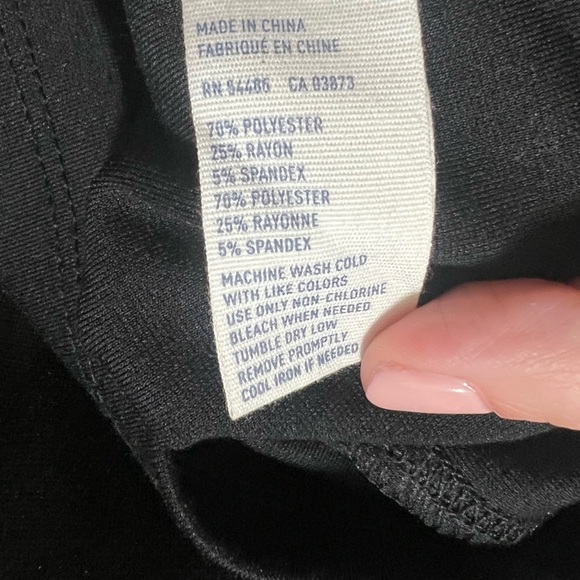 MADE IN CHINA
FABRIQUÉ EN CHINE
RN 54486 CA 03873
70% POLYESTER
25% RAYON
5% SPANDEX
70% POLYESTER
25% RAYONNE
5% SPANDEX
MACHINE WASH COLD
WITH LIKE COLORS
USE ONLY NON-CHLORINE
BLEACH WHEN NEEDED
TUMBLE DRY LOW
REMOVE PROMPTLY
COOL IRON IF NEEDED